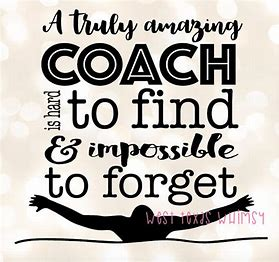 A truly amazing
COACH
is hard to find
& impossible
to forget
west texas whimsy